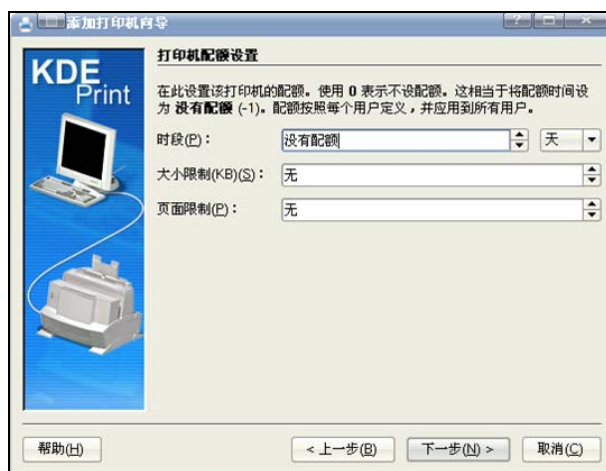 添加打印机向导
KDE
Print
打印机配额设置
在此设置该打印机的配额。使用 0 表示不设配额。这相当于将配额时间设
为 没有配额 (-1)。配额按照每个用户定义，并应用到所有用户。
时段(P)： 没有配额 天
大小限制(KB)(S)： 无
页面限制(P)： 无
帮助(H) < 上一步(B) 下一步(N) > 取消(C)